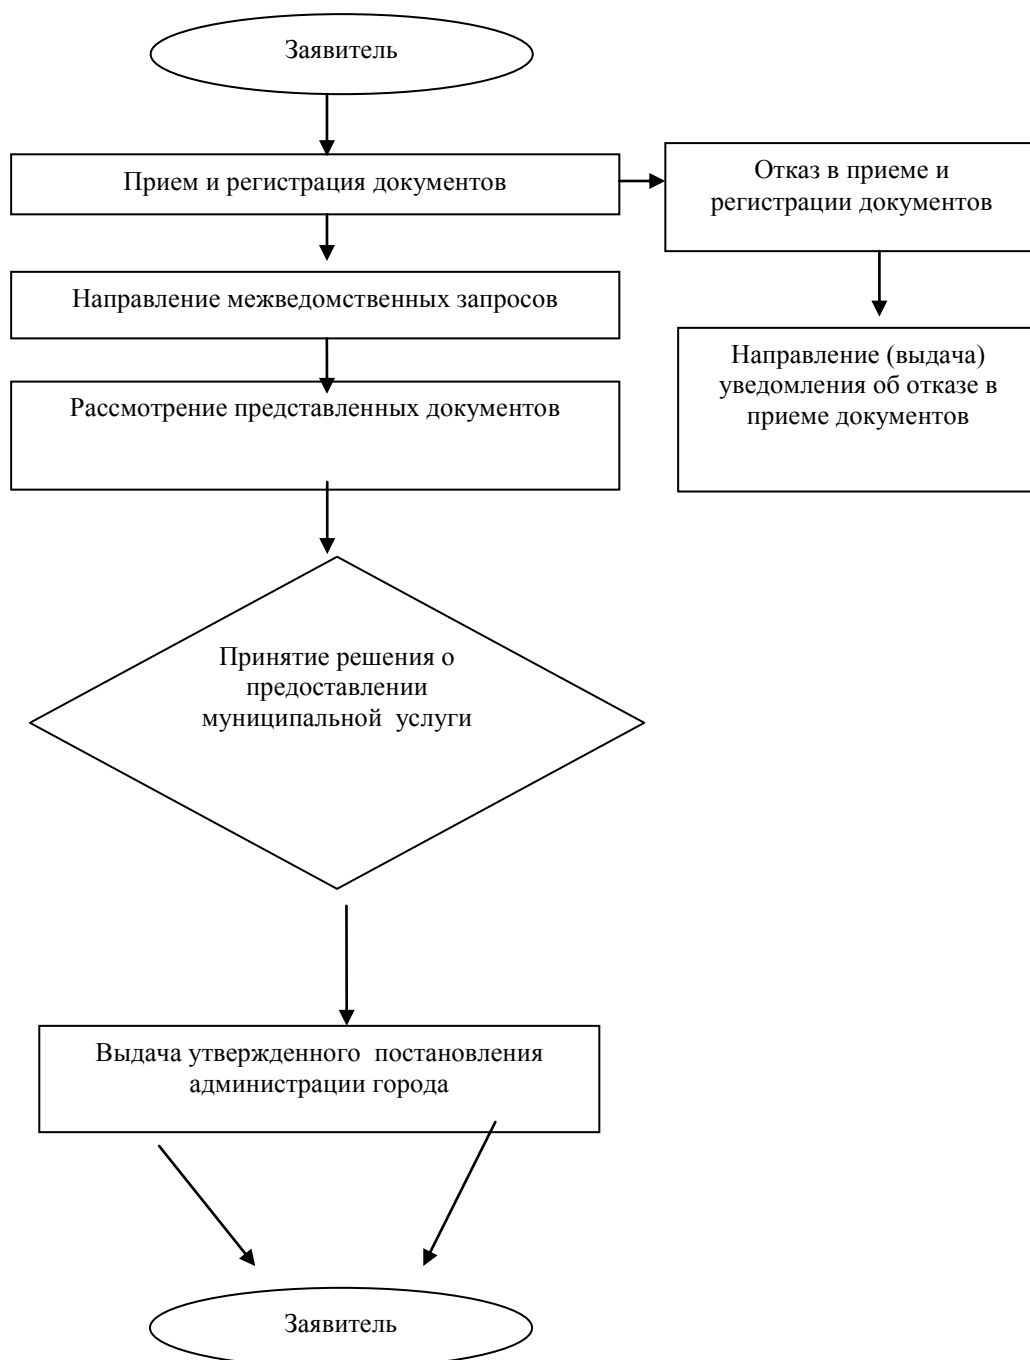 Заявитель
Прием и регистрация документов
Отказ в приеме и
регистрации документов
Направление межведомственных запросов
Направление (выдача)
уведомления об отказе в
приеме документов
Рассмотрение представленных документов
Принятие решения о
предоставлении
муниципальной услуги
Выдача утвержденного постановления
администрации города
Заявитель